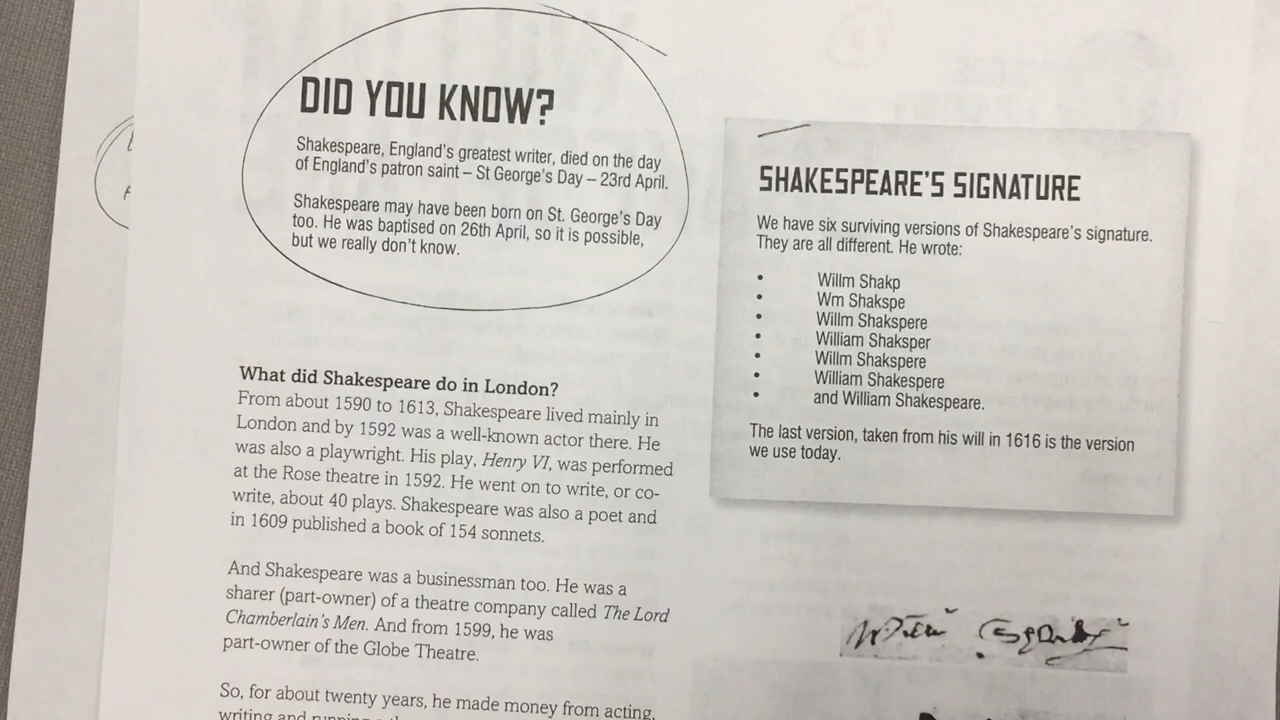 DID YOU KNOW?
Shakespeare, England's greatest writer, died on the day
of England's patron saint – St George's Day – 23rd April.
Shakespeare may have been born on St. George's Day
too. He was baptised on 26th April, so it is possible,
but we really don't know.
What did Shakespeare do in London?
From about 1590 to 1613, Shakespeare lived mainly in
London and by 1592 was a well-known actor there. He
was also a playwright. His play, Henry VI, was performed
at the Rose theatre in 1592. He went on to write, or co-
write, about 40 plays. Shakespeare was also a poet and
in 1609 published a book of 154 sonnets.
And Shakespeare was a businessman too. He was a
sharer (part-owner) of a theatre company called The Lord
Chamberlain's Men. And from 1599, he was
part-owner of the Globe Theatre.
So, for about twenty years, he made money from acting,
writing and
SHAKESPEARE'S SIGNATURE
We have six surviving versions of Shakespeare's signature.
They are all different. He wrote:
• Willm Shakp
• Wm Shakspe
• Willm Shakspere
• William Shaksper
• Willm Shakspere
• William Shakespere
• and William Shakespeare.
The last version, taken from his will in 1616 is the version
we use today.